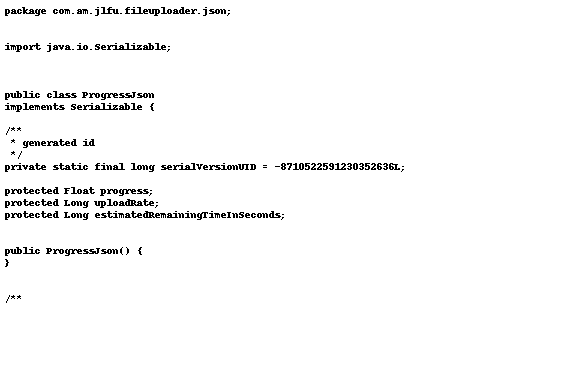 package com.am.jlfu.fileuploader.json;
import java.io.Serializable;
public class ProgressJson
implements Serializable {
/**
 * generated id
 */
private static final long serialVersionUID = -8710522591230352636L;
protected Float progress;
protected Long uploadRate;
protected Long estimatedRemainingTimeInSeconds;
public ProgressJson() {
}
/**